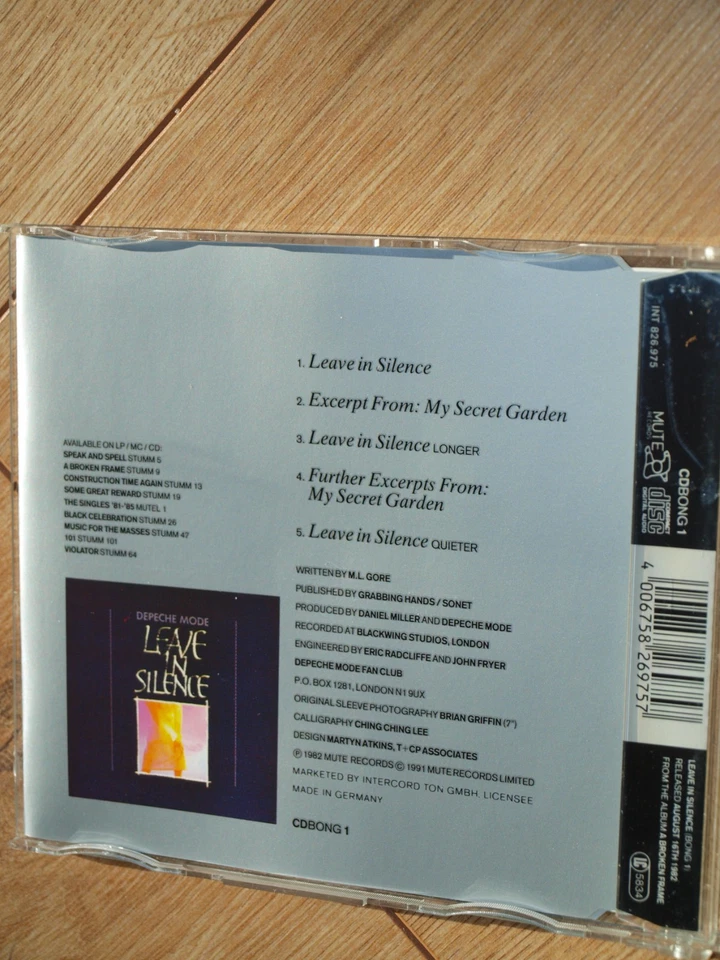 1. Leave in Silence
2. Excerpt From: My Secret Garden
3. Leave in Silence LONGER
4. Further Excerpts From:
My Secret Garden
5. Leave in Silence QUIETER
AVAILABLE ON LP / MC / CD:
SPEAK AND SPELL STUMM 5
A BROKEN FRAME STUMM 9
CONSTRUCTION TIME AGAIN STUMM 13
SOME GREAT REWARD STUMM 19
THE SINGLES '81-'85 MUTEL 1
BLACK CELEBRATION STUMM 26
MUSIC FOR THE MASSES STUMM 47
101 STUMM 101
VIOLATOR STUMM 64
DEPECHE MODE
LEAVE
IN
SILENCE
WRITTEN BY M.L. GORE
PUBLISHED BY GRABBING HANDS / SONET
PRODUCED BY DANIEL MILLER AND DEPECHE MODE
RECORDED AT BLACKWING STUDIOS, LONDON
ENGINEERED BY ERIC RADCLIFFE AND JOHN FRYER
DEPECHE MODE FAN CLUB
P.O. BOX 1281, LONDON N1 9UX
ORIGINAL SLEEVE PHOTOGRAPHY BRIAN GRIFFIN (7")
CALLIGRAPHY CHING CHING LEE
DESIGN MARTYN ATKINS, T+CP ASSOCIATES
℗ 1982 MUTE RECORDS © 1991 MUTE RECORDS LIMITED
MARKETED BY INTERCORD TON GMBH. LICENSEE
MADE IN GERMANY
CDBONG 1
INT 826.975
MUTE
RECORDS
CDBONG 1
COMPACT
disc
DIGITAL AUDIO
4 006758 269757
LEAVE IN SILENCE (BONG 1)
RELEASED AUGUST 16TH 1982
FROM THE ALBUM A BROKEN FRAME
LC 5834